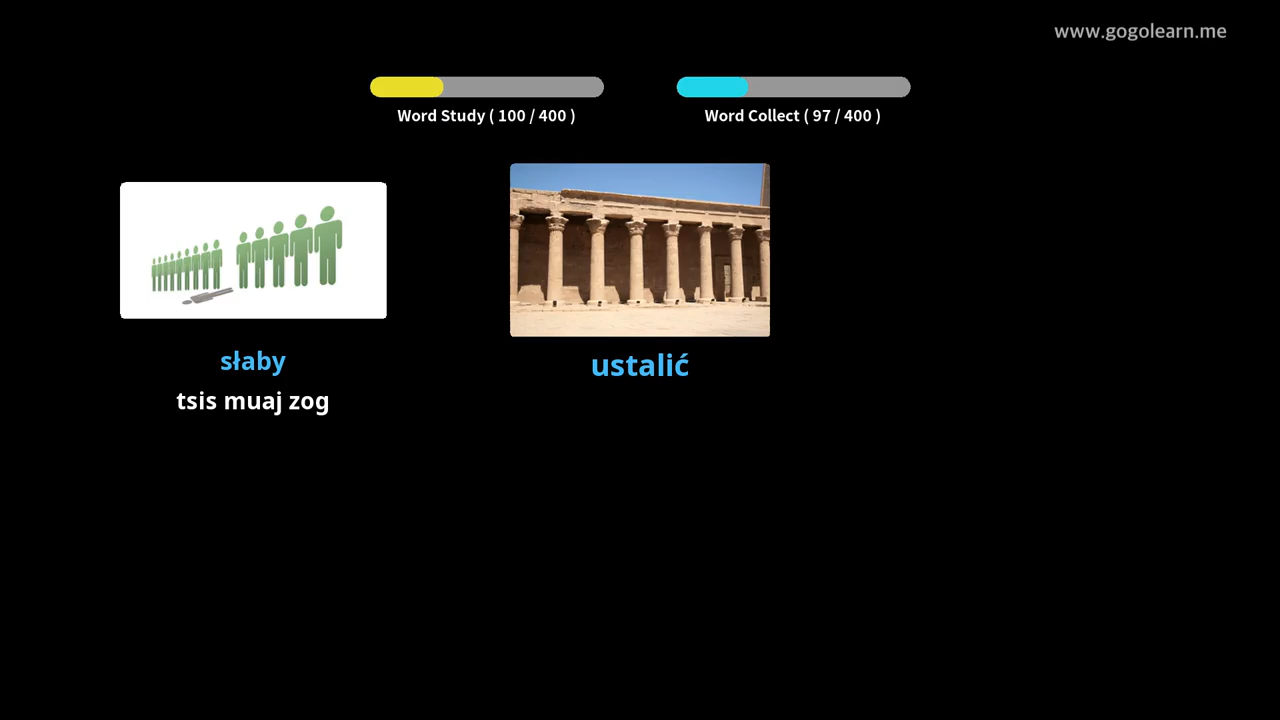 www.gogolearn.me
Word Study ( 100 / 400 )
Word Collect ( 97 / 400 )
słaby
tsis muaj zog
ustalić